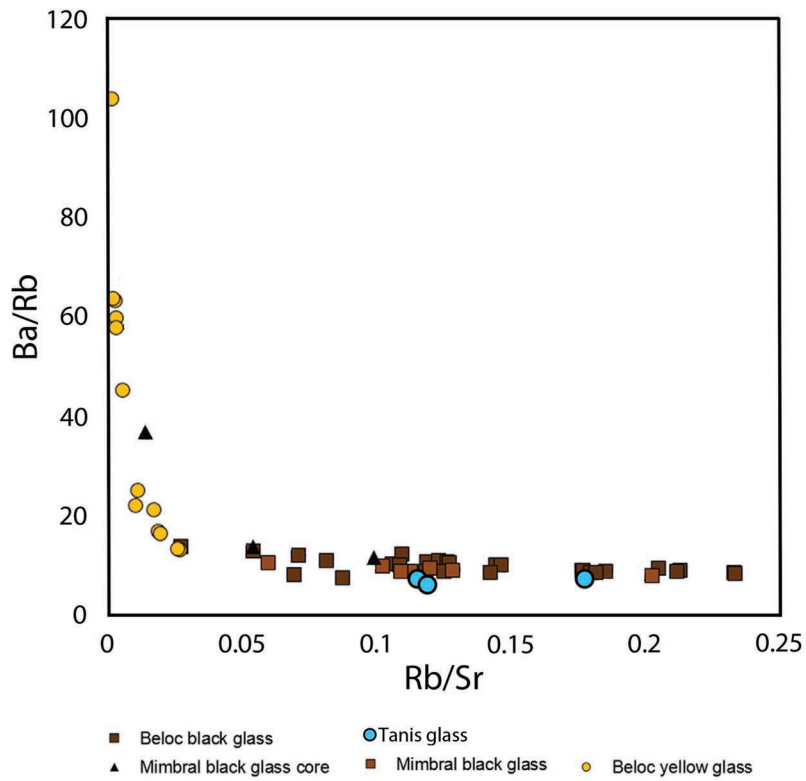 120
100
80
60
40
20
0
Ba/Rb
0 0.05 0.1 0.15 0.2 0.25
Rb/Sr
Beloc black glass Tanis glass
Mimbral black glass core Mimbral black glass Beloc yellow glass